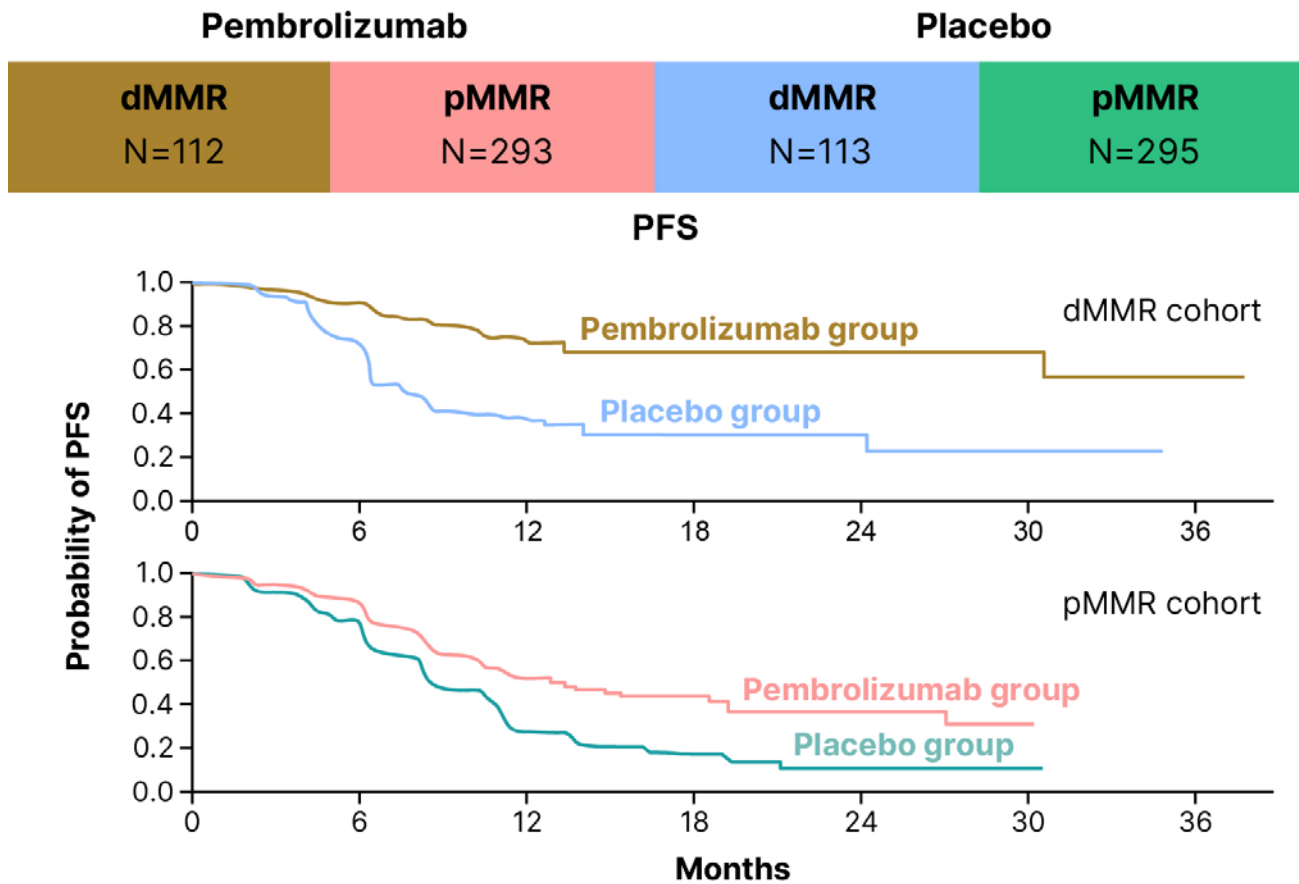 Pembrolizumab Placebo
dMMR pMMR dMMR pMMR
N=112 N=293 N=113 N=295
PFS
Probability of PFS
1.0
0.8
0.6
0.4
0.2
0.0
dMMR cohort
Pembrolizumab group
Placebo group
0 6 12 18 24 30 36
1.0
0.8
0.6
0.4
0.2
0.0
pMMR cohort
Pembrolizumab group
Placebo group
0 6 12 18 24 30 36
Months